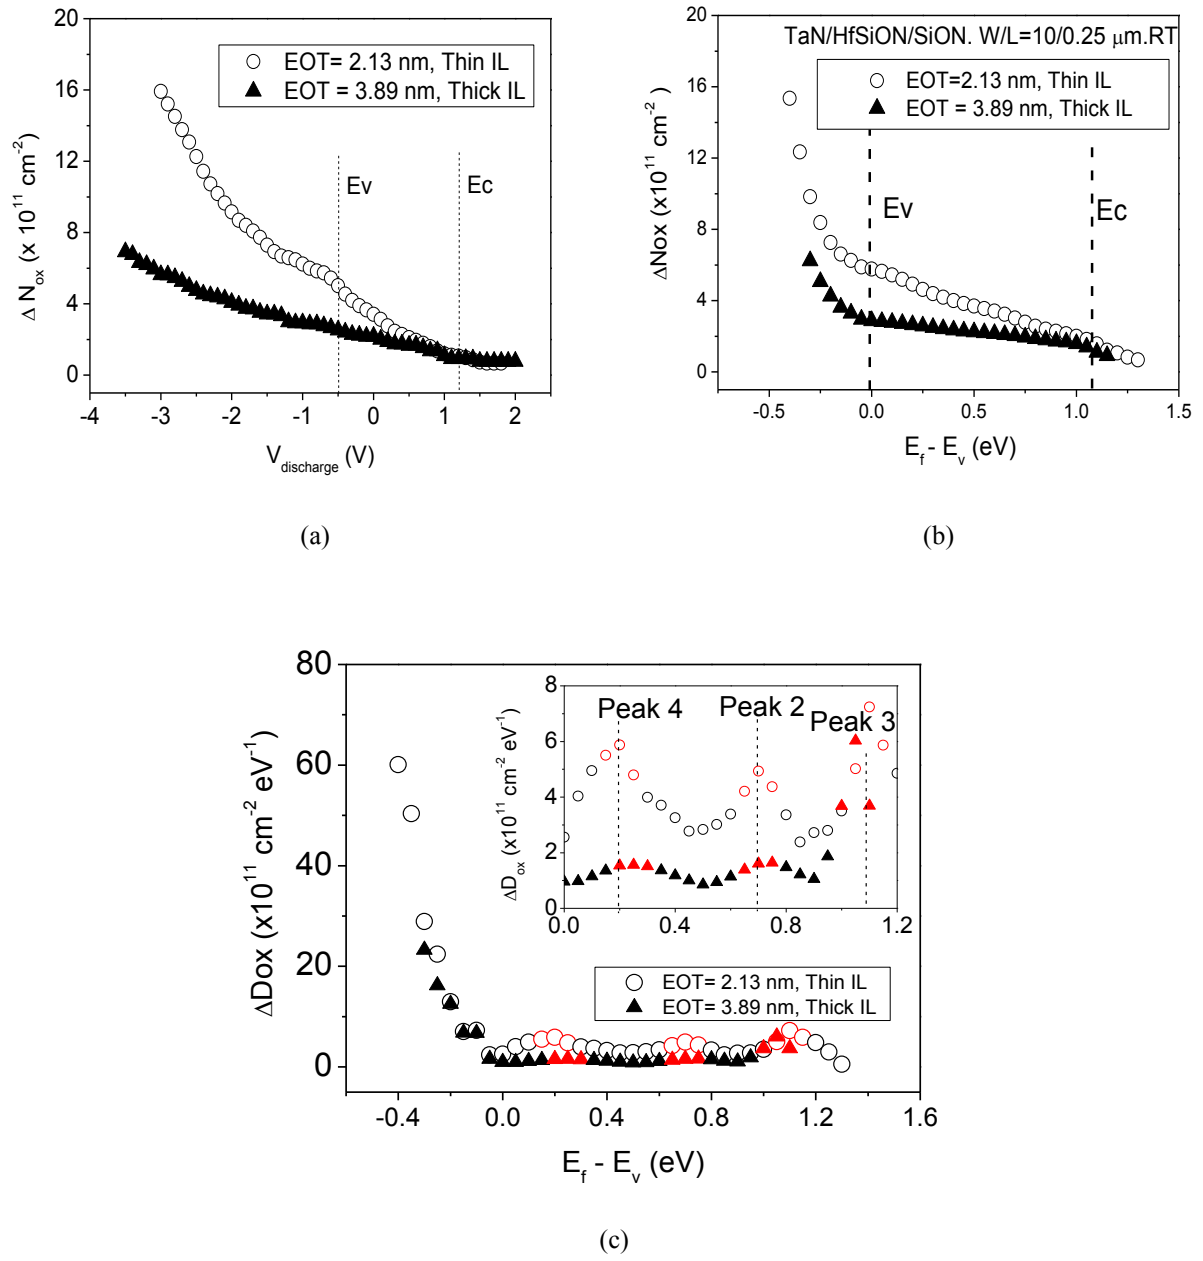 20
16
12
8
4
0
Δ N_ox (x 10^11 cm^-2)
EOT= 2.13 nm, Thin IL
EOT = 3.89 nm, Thick IL
Ev
Ec
-4 -3 -2 -1 0 1 2
V_discharge (V)
(a)
20
16
12
8
4
0
ΔNox (x10^11 cm^-2)
TaN/HfSiON/SiON. W/L=10/0.25 μm.RT
EOT=2.13 nm, Thin IL
EOT = 3.89 nm, Thick IL
Ev
Ec
-0.5 0.0 0.5 1.0 1.5
E_f - E_v (eV)
(b)
80
60
40
20
0
ΔDox (x10^11 cm^-2 eV^-1)
8
6
4
2
0
ΔD_ox (x10^11 cm^-2 eV^-1)
Peak 4
Peak 2
Peak 3
0.0 0.4 0.8 1.2
EOT= 2.13 nm, Thin IL
EOT= 3.89 nm, Thick IL
-0.4 0.0 0.4 0.8 1.2 1.6
E_f - E_v (eV)
(c)